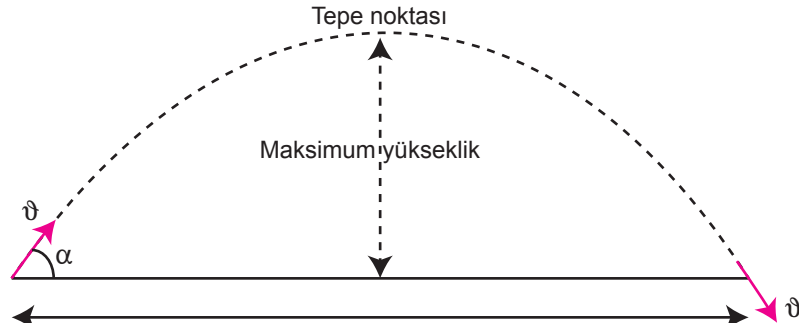 Tepe noktası
Maksimum yükseklik
ϑ
α
ϑ